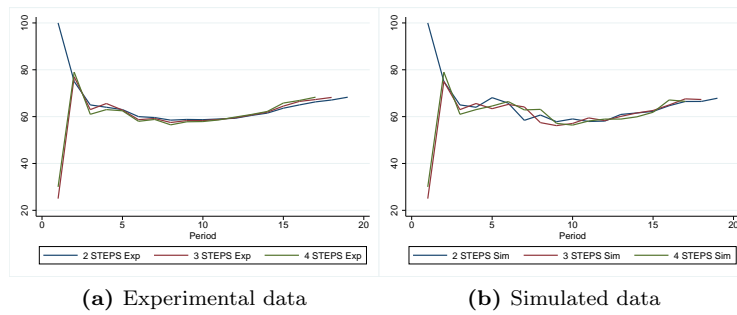 100
80
60
40
20
0 5 10 15 20
Period
2 STEPS Exp 3 STEPS Exp 4 STEPS Exp
(a) Experimental data
100
80
60
40
20
0 5 10 15 20
Period
2 STEPS Sim 3 STEPS Sim 4 STEPS Sim
(b) Simulated data